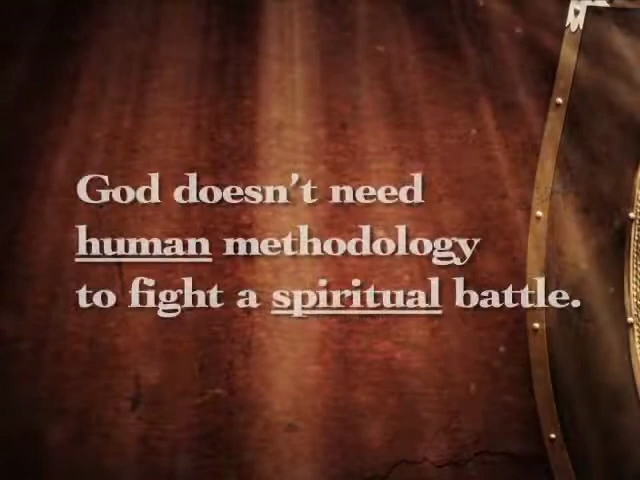 God doesn't need
human methodology
to fight a spiritual battle.